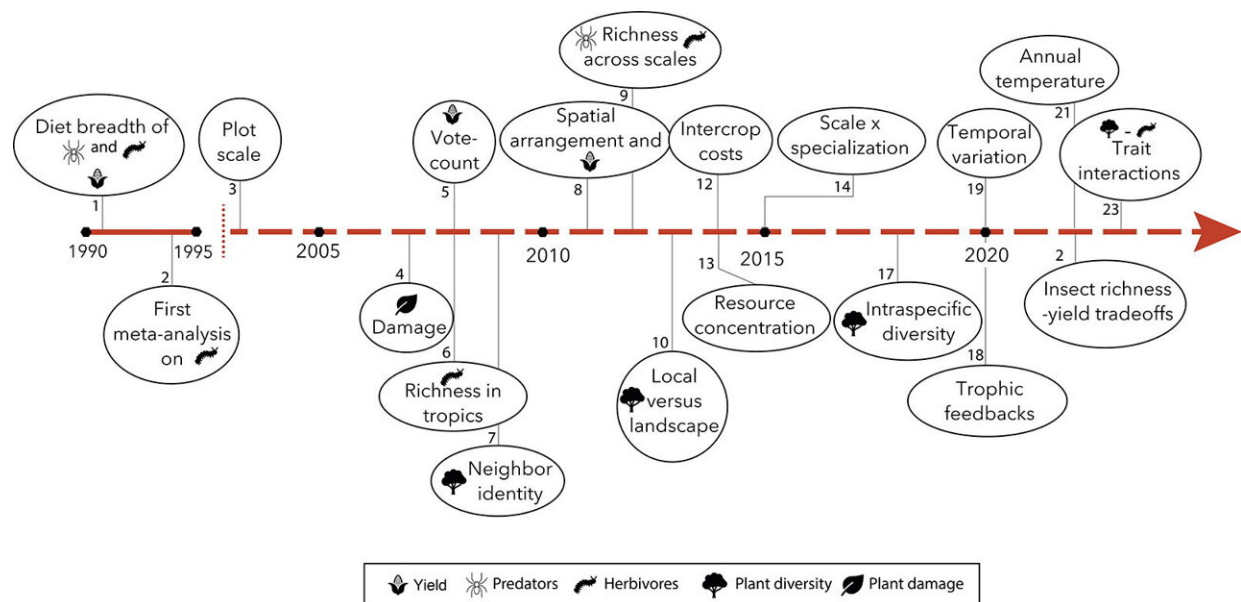 Richness
across scales
9
Annual
temperature
21
Diet breadth of
and
1
Plot
scale
3
Vote-
count
5
Spatial
arrangement and
8
Intercrop
costs
12
Scale x
specialization
14
Temporal
variation
19
-
Trait
interactions
23
1990
1995
2005
2010
2015
2020
2
First
meta-analysis
on
4
Damage
6
Richness in
tropics
7
Neighbor
identity
10
Local
versus
landscape
13
Resource
concentration
17
Intraspecific
diversity
18
Trophic
feedbacks
2
Insect richness
-yield tradeoffs
Yield Predators Herbivores Plant diversity Plant damage